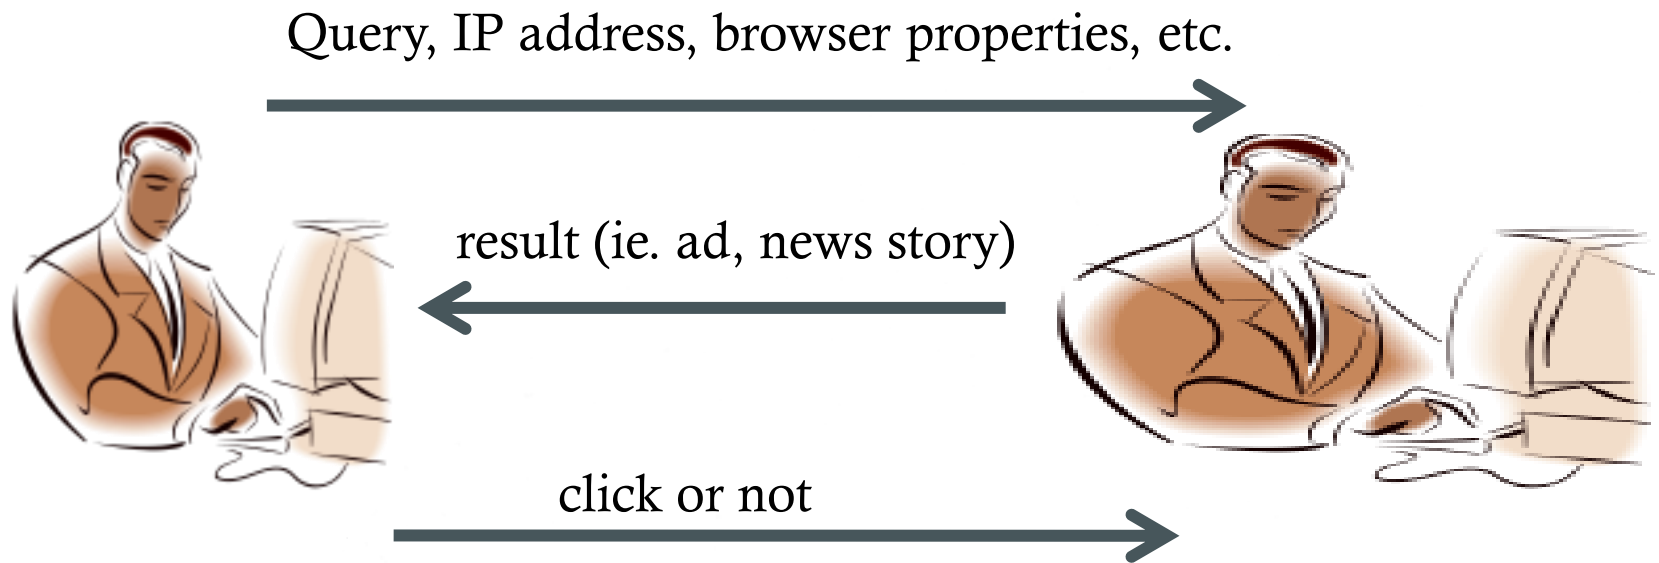 Query, IP address, browser properties, etc.
result (ie. ad, news story)
click or not